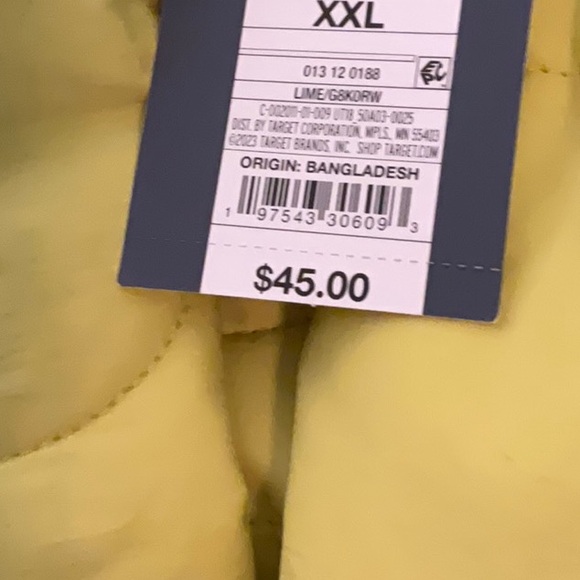 XXL
013 12 0188
LIME/G8K0RW
C-002011-01-009 UT18_S0A03-0025
DIST. BY TARGET CORPORATION, MPLS, MN 55403
©2023 TARGET BRANDS, INC. SHOP TARGET.COM
ORIGIN: BANGLADESH
1 97543 30609 3
$45.00